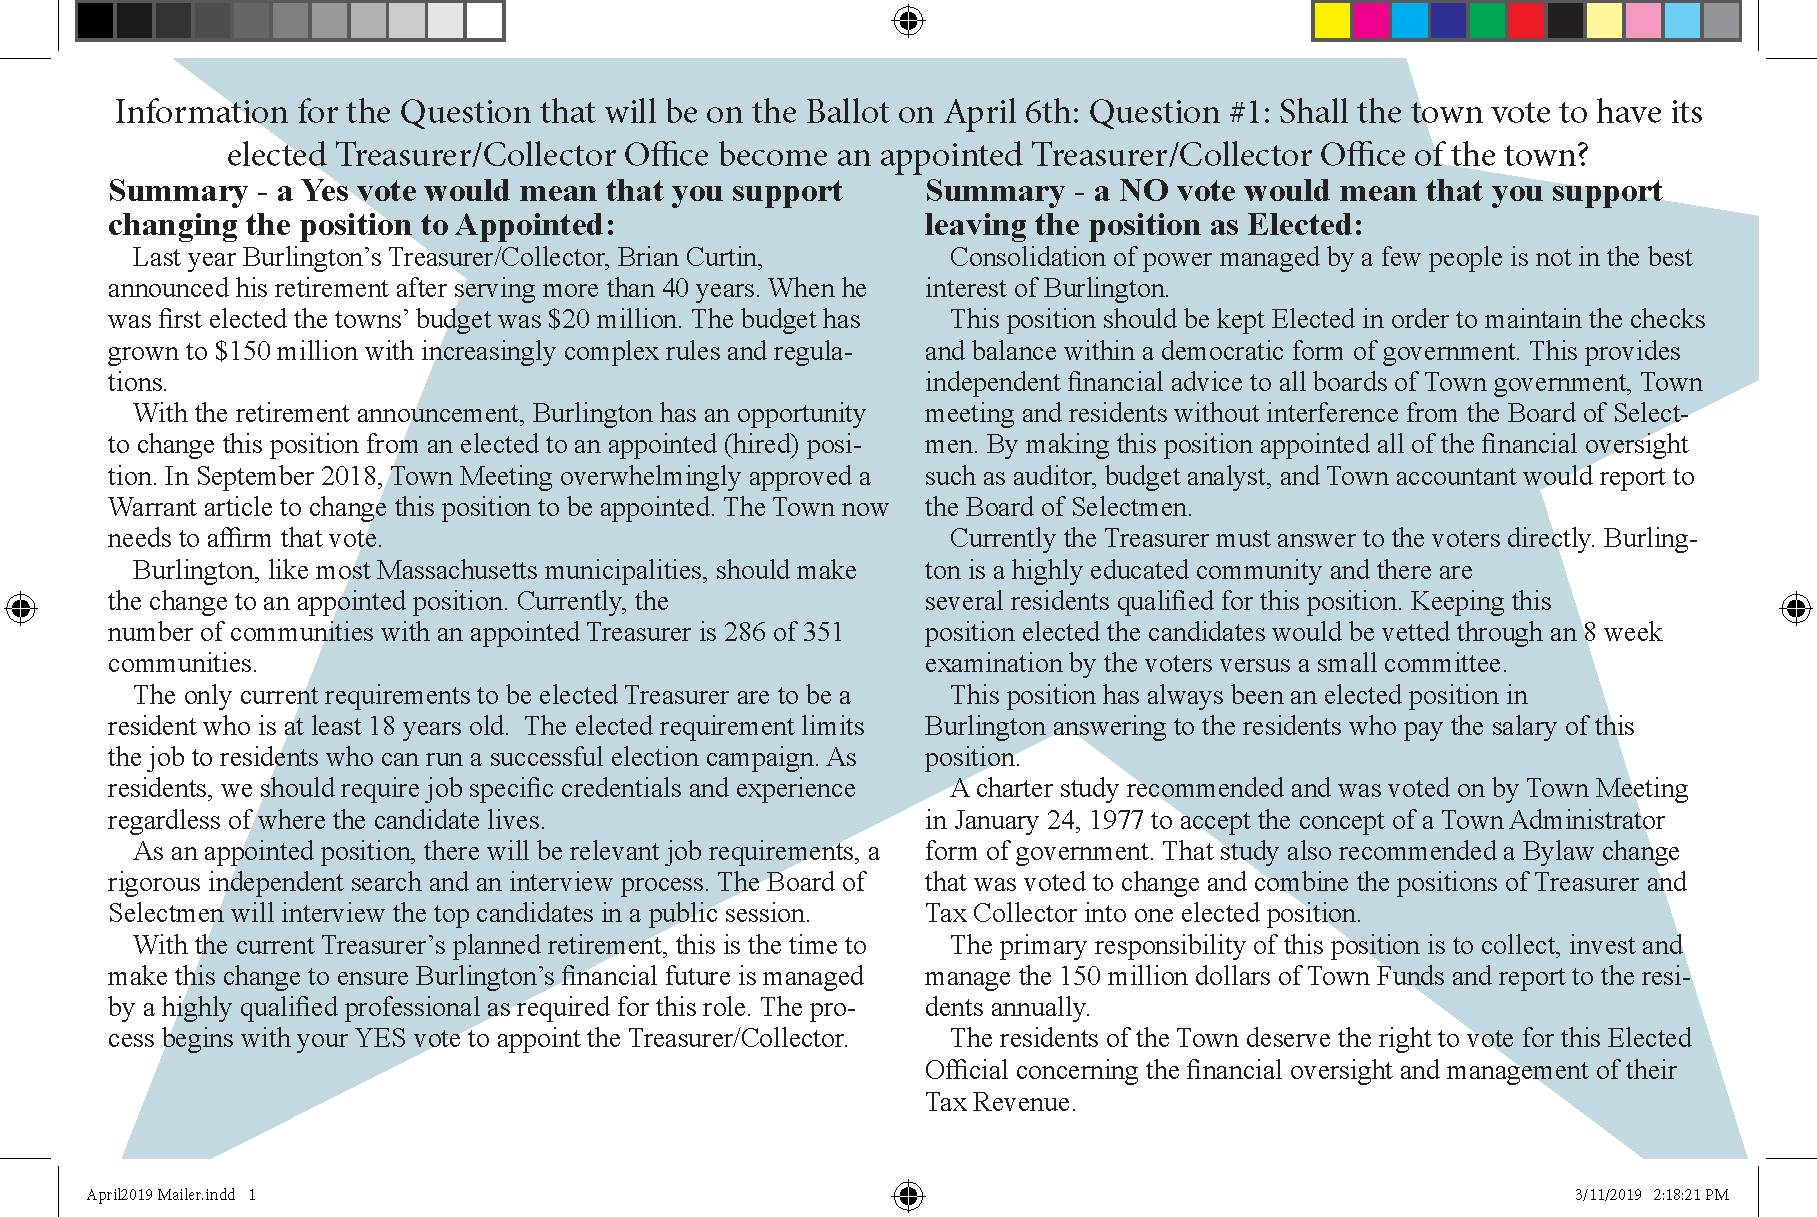 Information for the Question that will be on the Ballot on April 6th: Question #1: Shall the town vote to have its
elected Treasurer/Collector Office become an appointed Treasurer/Collector Office of the town?
Summary - a Yes vote would mean that you support
changing the position to Appointed:
Last year Burlington’s Treasurer/Collector, Brian Curtin,
announced his retirement after serving more than 40 years. When he
was first elected the towns’ budget was $20 million. The budget has
grown to $150 million with increasingly complex rules and regula-
tions.
With the retirement announcement, Burlington has an opportunity
to change this position from an elected to an appointed (hired) posi-
tion. In September 2018, Town Meeting overwhelmingly approved a
Warrant article to change this position to be appointed. The Town now
needs to affirm that vote.
Burlington, like most Massachusetts municipalities, should make
the change to an appointed position. Currently, the
number of communities with an appointed Treasurer is 286 of 351
communities.
The only current requirements to be elected Treasurer are to be a
resident who is at least 18 years old.  The elected requirement limits
the job to residents who can run a successful election campaign. As
residents, we should require job specific credentials and experience
regardless of where the candidate lives.
As an appointed position, there will be relevant job requirements, a
rigorous independent search and an interview process. The Board of
Selectmen will interview the top candidates in a public session.
With the current Treasurer’s planned retirement, this is the time to
make this change to ensure Burlington’s financial future is managed
by a highly qualified professional as required for this role. The pro-
cess begins with your YES vote to appoint the Treasurer/Collector.
Summary - a NO vote would mean that you support
leaving the position as Elected:
Consolidation of power managed by a few people is not in the best
interest of Burlington.
This position should be kept Elected in order to maintain the checks
and balance within a democratic form of government. This provides
independent financial advice to all boards of Town government, Town
meeting and residents without interference from the Board of Select-
men. By making this position appointed all of the financial oversight
such as auditor, budget analyst, and Town accountant would report to
the Board of Selectmen.
Currently the Treasurer must answer to the voters directly. Burling-
ton is a highly educated community and there are
several residents qualified for this position. Keeping this
position elected the candidates would be vetted through an 8 week
examination by the voters versus a small committee.
This position has always been an elected position in
Burlington answering to the residents who pay the salary of this
position.
A charter study recommended and was voted on by Town Meeting
in January 24, 1977 to accept the concept of a Town Administrator
form of government. That study also recommended a Bylaw change
that was voted to change and combine the positions of Treasurer and
Tax Collector into one elected position.
The primary responsibility of this position is to collect, invest and
manage the 150 million dollars of Town Funds and report to the resi-
dents annually.
The residents of the Town deserve the right to vote for this Elected
Official concerning the financial oversight and management of their
Tax Revenue.
April2019 Mailer.indd   1
3/11/2019   2:18:21 PM